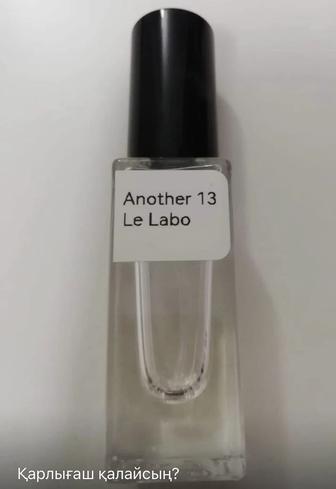 Another 13
Le Labo
Қарлығаш қалайсың?